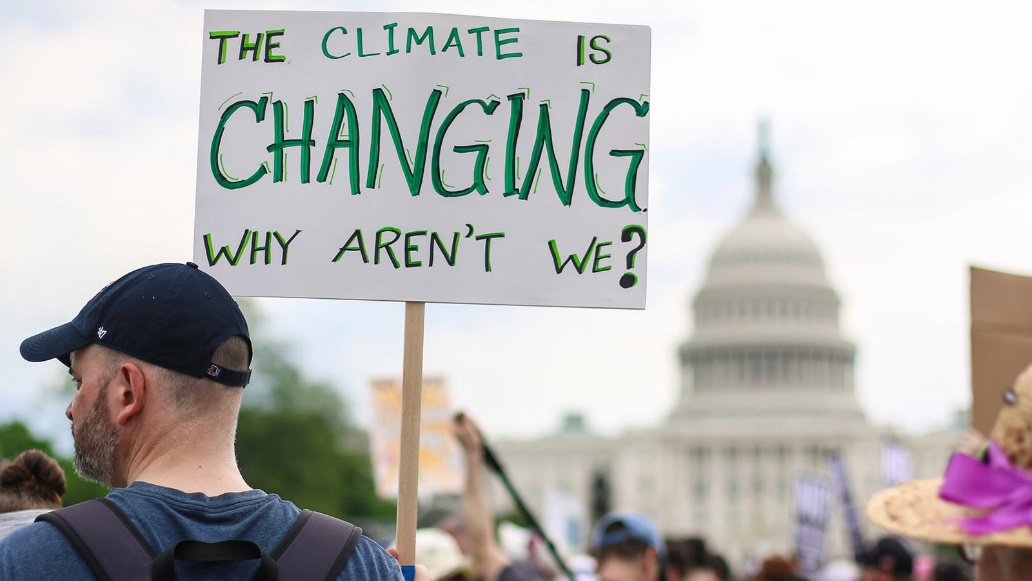 THE CLIMATE IS
CHANGING
WHY AREN'T WE?